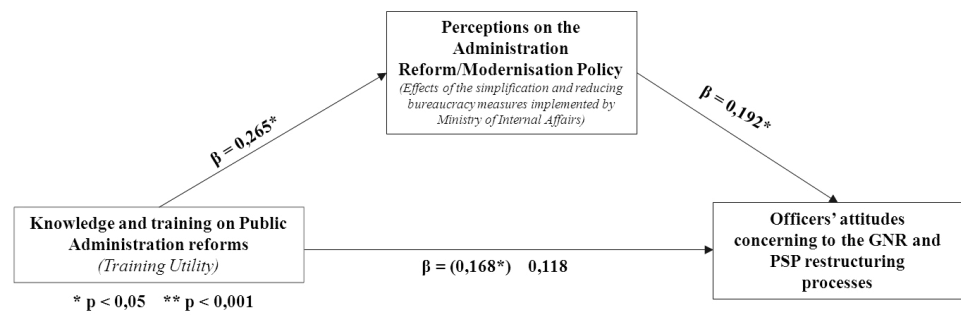 Perceptions on the
Administration
Reform/Modernisation Policy
(Effects of the simplification and reducing
bureaucracy measures implemented by
Ministry of Internal Affairs)
β = 0,265*
β = 0,192*
Knowledge and training on Public
Administration reforms
(Training Utility)
Officers' attitudes
concerning to the GNR and
PSP restructuring
processes
β = (0,168*) 0,118
* p < 0,05 ** p < 0,001